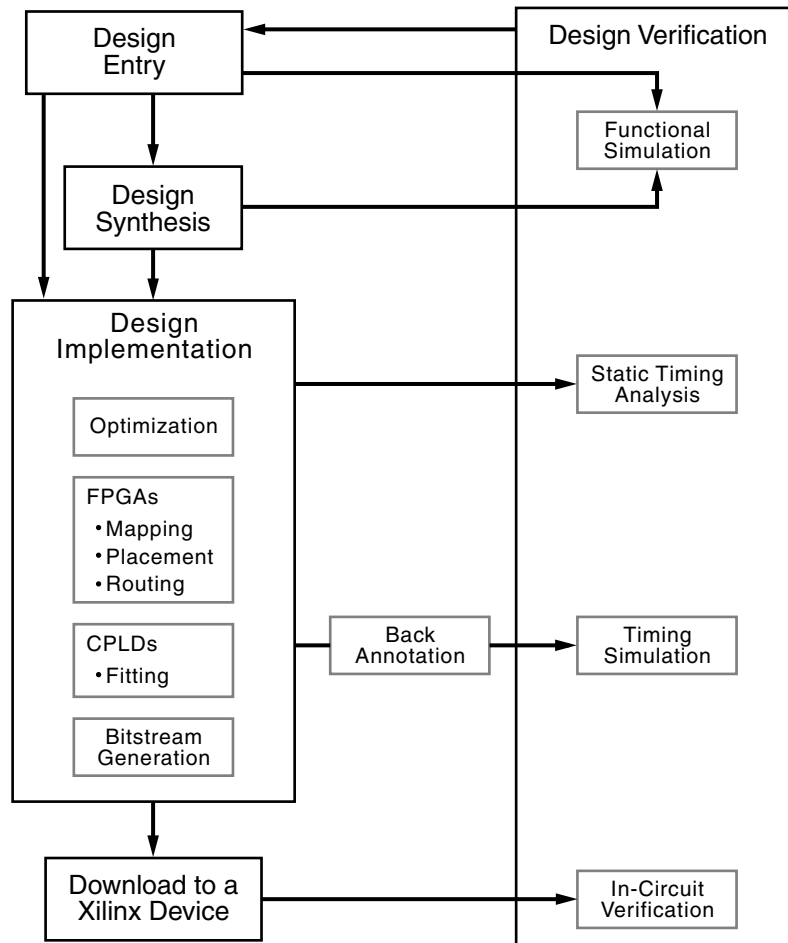 Design
Entry
Design Verification
Functional
Simulation
Design
Synthesis
Design
Implementation
Static Timing
Analysis
Optimization
FPGAs
• Mapping
• Placement
• Routing
Back
Annotation
Timing
Simulation
CPLDs
• Fitting
Bitstream
Generation
Download to a
Xilinx Device
In-Circuit
Verification